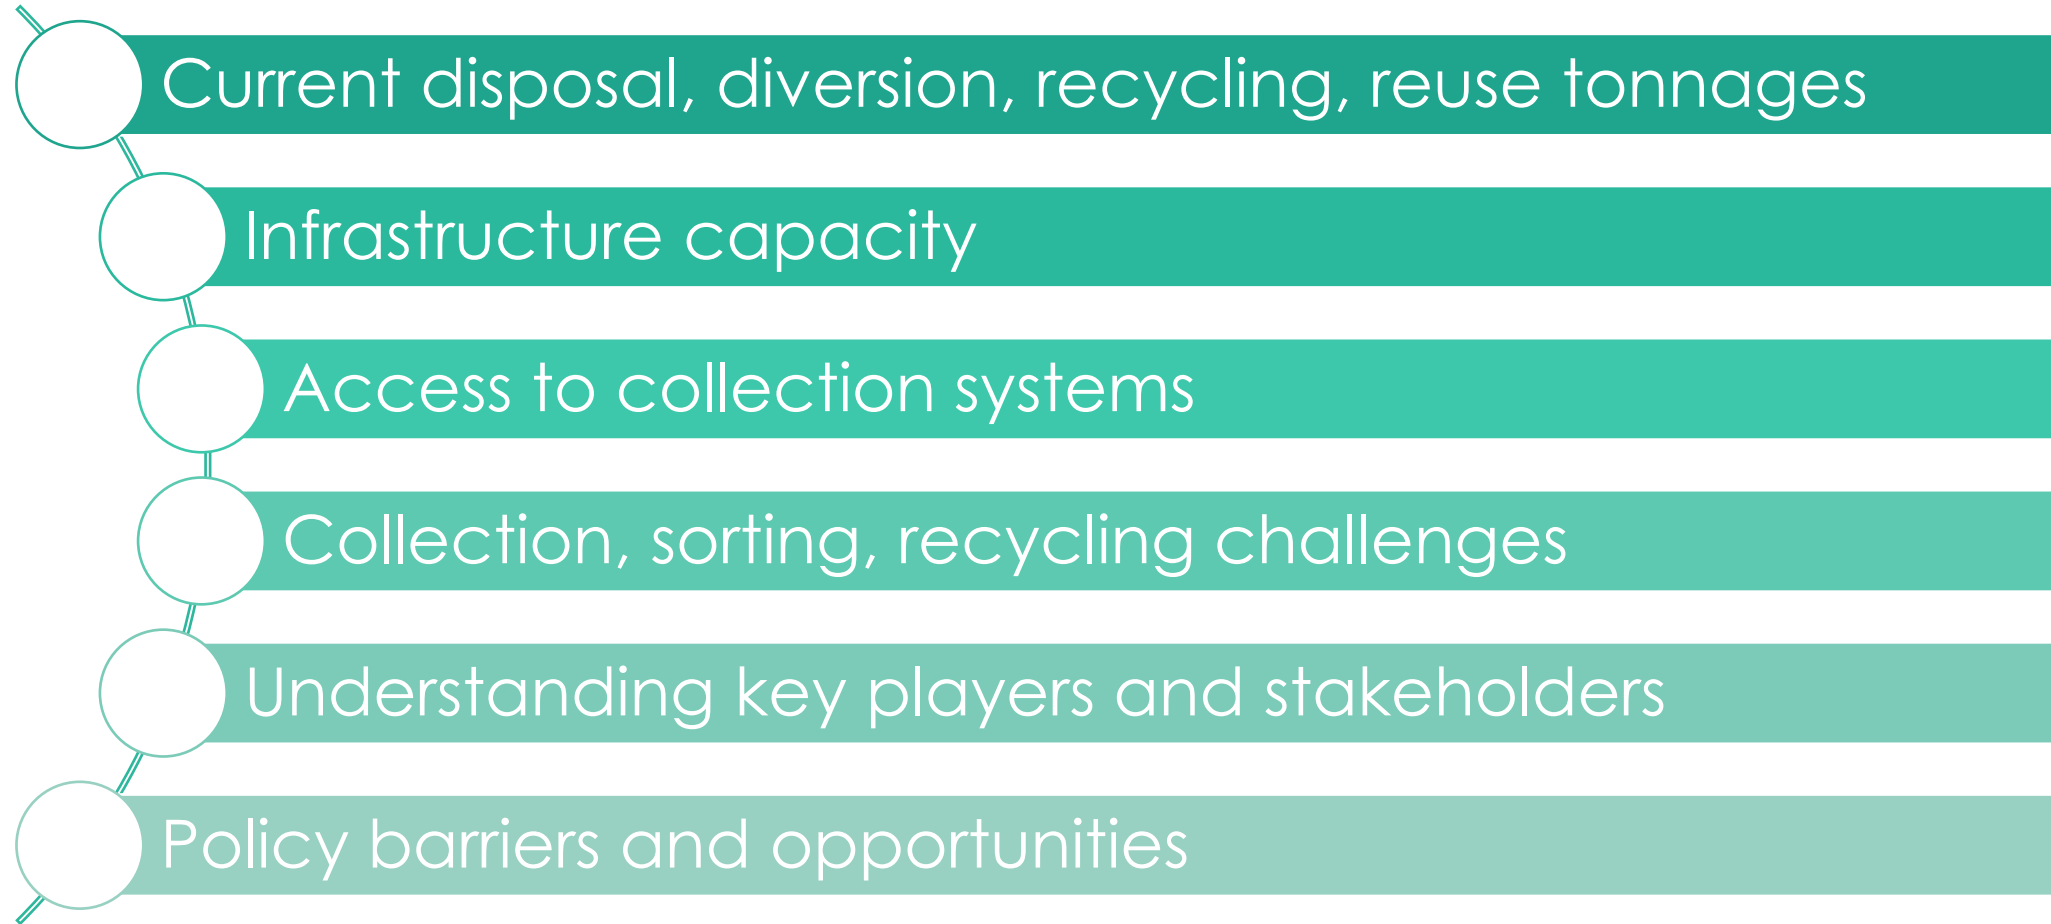 Current disposal, diversion, recycling, reuse tonnages
Infrastructure capacity
Access to collection systems
Collection, sorting, recycling challenges
Understanding key players and stakeholders
Policy barriers and opportunities